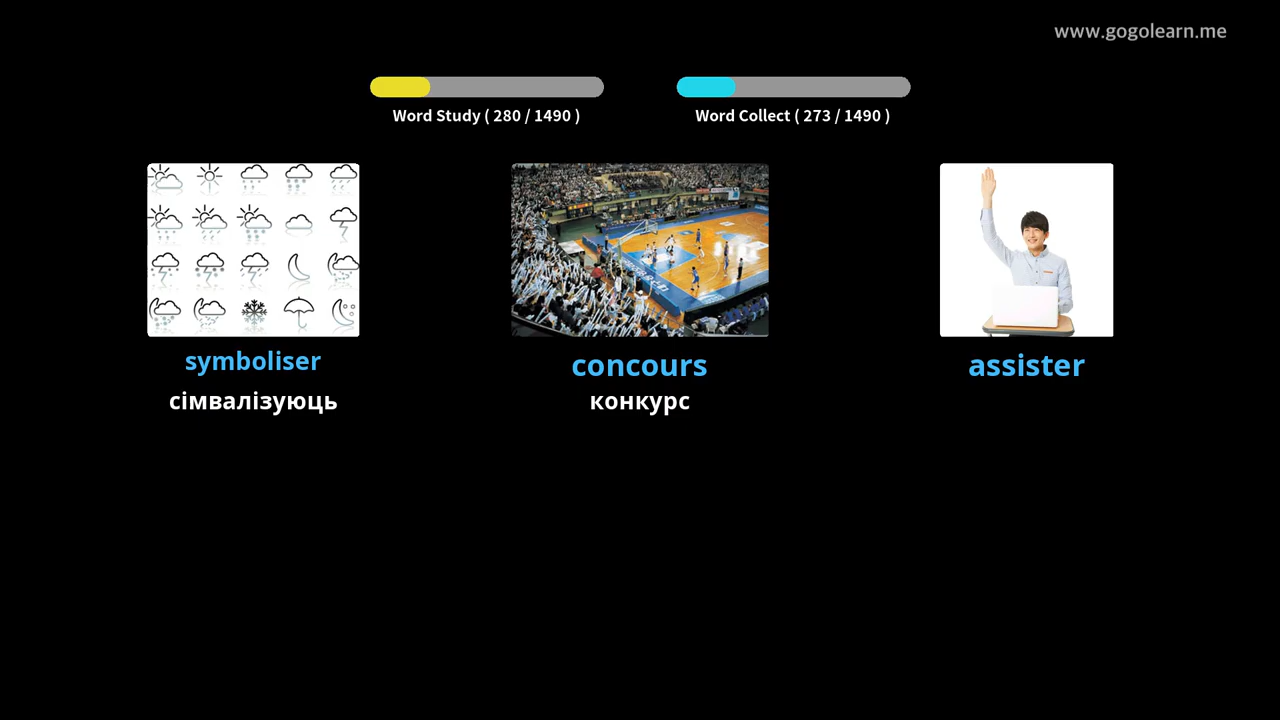 www.gogolearn.me
Word Study ( 280 / 1490 )
Word Collect ( 273 / 1490 )
symboliser
concours
assister
сімвалізуюць
конкурс